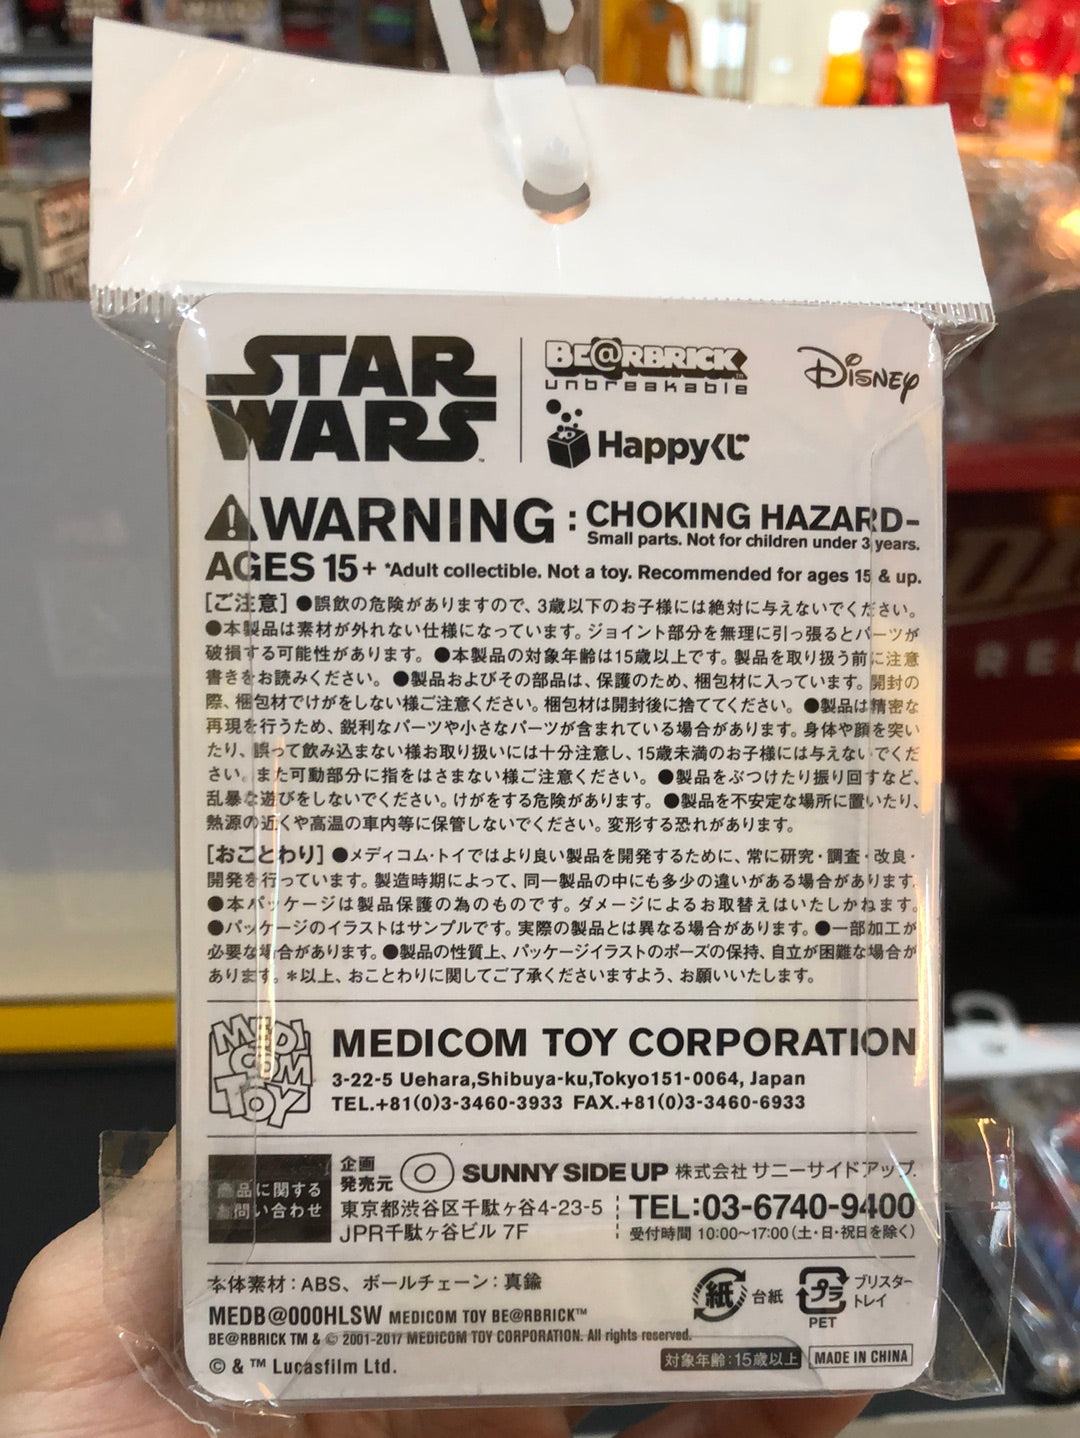 STAR
WARS
BE@RBRICK
unbreakable
Happyくじ
Disney
WARNING : CHOKING HAZARD-
Small parts. Not for children under 3 years.
AGES 15+ *Adult collectible. Not a toy. Recommended for ages 15 & up.
[ご注意] ●誤飲の危険がありますので、3歳以下のお子様には絶対に与えないでください。
●本製品は素材が外れない仕様になっています。ジョイント部分を無理に引っ張るとパーツが
破損する可能性があります。 ●本製品の対象年齢は15歳以上です。製品を取り扱う前に注意
書きをお読みください。 ●製品およびその部品は、保護のため、梱包材に入っています。開封の
際、梱包材でけがをしない様ご注意ください。梱包材は開封後に捨ててください。 ●製品は精密な
再現を行うため、鋭利なパーツや小さなパーツが含まれている場合があります。身体や顔を突い
たり、誤って飲み込まない様お取り扱いには十分注意し、15歳未満のお子様には与えないでくだ
さい。また可動部分に指をはさまない様ご注意ください。 ●製品をぶつけたり振り回すなど、
乱暴な遊びをしないでください。けがをする危険があります。 ●製品を不安定な場所に置いたり、
熱源の近くや高温の車内等に保管しないでください。変形する恐れがあります。
[おことわり] ●メディコム・トイではより良い製品を開発するために、常に研究・調査・改良・
開発を行っています。製造時期によって、同一製品の中にも多少の違いがある場合があります。
●本パッケージは製品保護の為のものです。ダメージによるお取替えはいたしかねます。
●パッケージのイラストはサンプルです。実際の製品とは異なる場合があります。●一部加工が
必要な場合があります。●製品の性質上、パッケージイラストのポーズの保持、自立が困難な場合が
あります。*以上、おことわりに関してご了承くださいますよう、お願いいたします。
MEDI
COM
TOY
MEDICOM TOY CORPORATION
3-22-5 Uehara,Shibuya-ku,Tokyo151-0064, Japan
TEL.+81(0)3-3460-3933 FAX.+81(0)3-3460-6933
商品に関する
お問い合わせ
企画
発売元
SUNNY SIDE UP 株式会社 サニーサイドアップ
東京都渋谷区千駄ヶ谷4-23-5
JPR千駄ヶ谷ビル 7F
TEL:03-6740-9400
受付時間 10:00~17:00 (土・日・祝日を除く)
本体素材：ABS、ボールチェーン：真鍮
MEDB@000HLSW MEDICOM TOY BE@RBRICK™
BE@RBRICK TM & © 2001-2017 MEDICOM TOY CORPORATION. All rights reserved.
© & ™ Lucasfilm Ltd.
紙 台紙
プラ
PET
ブリスター
トレイ
対象年齢：15歳以上
MADE IN CHINA